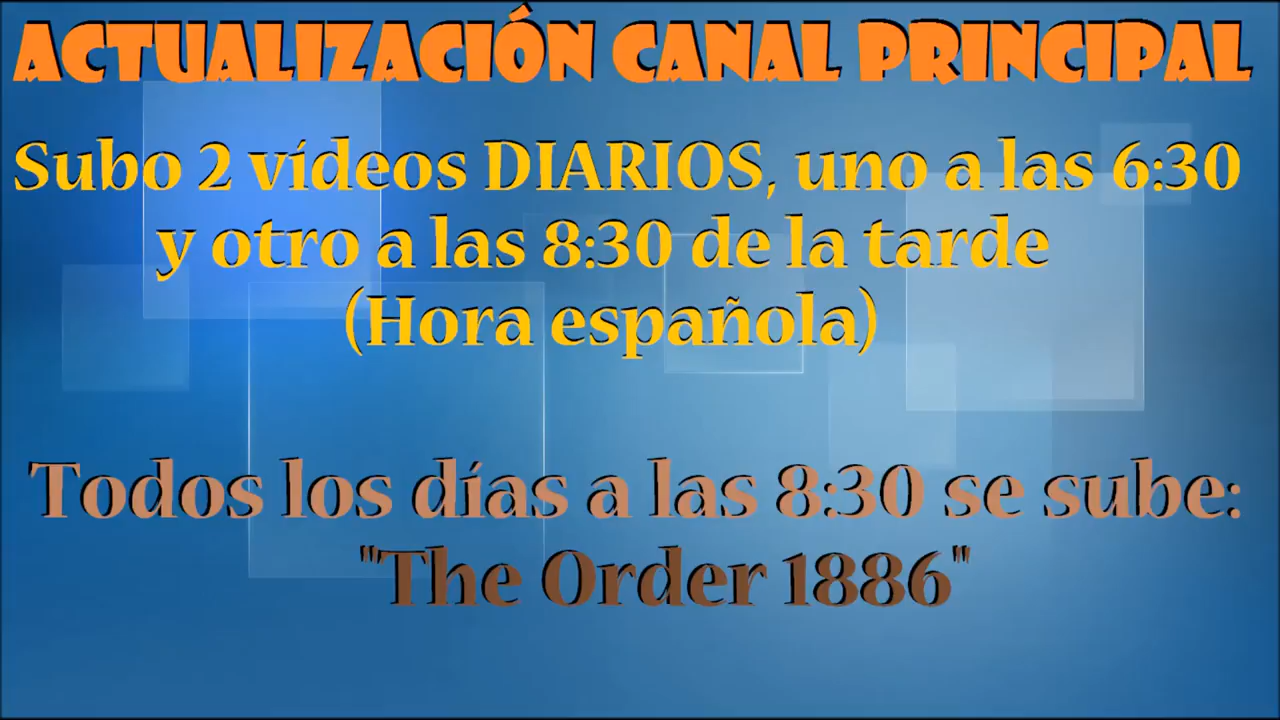 ACTUALIZACIÓN CANAL PRINCIPAL
Subo 2 vídeos DIARIOS, uno a las 6:30
y otro a las 8:30 de la tarde
(Hora española)
Todos los días a las 8:30 se sube:
"The Order 1886"